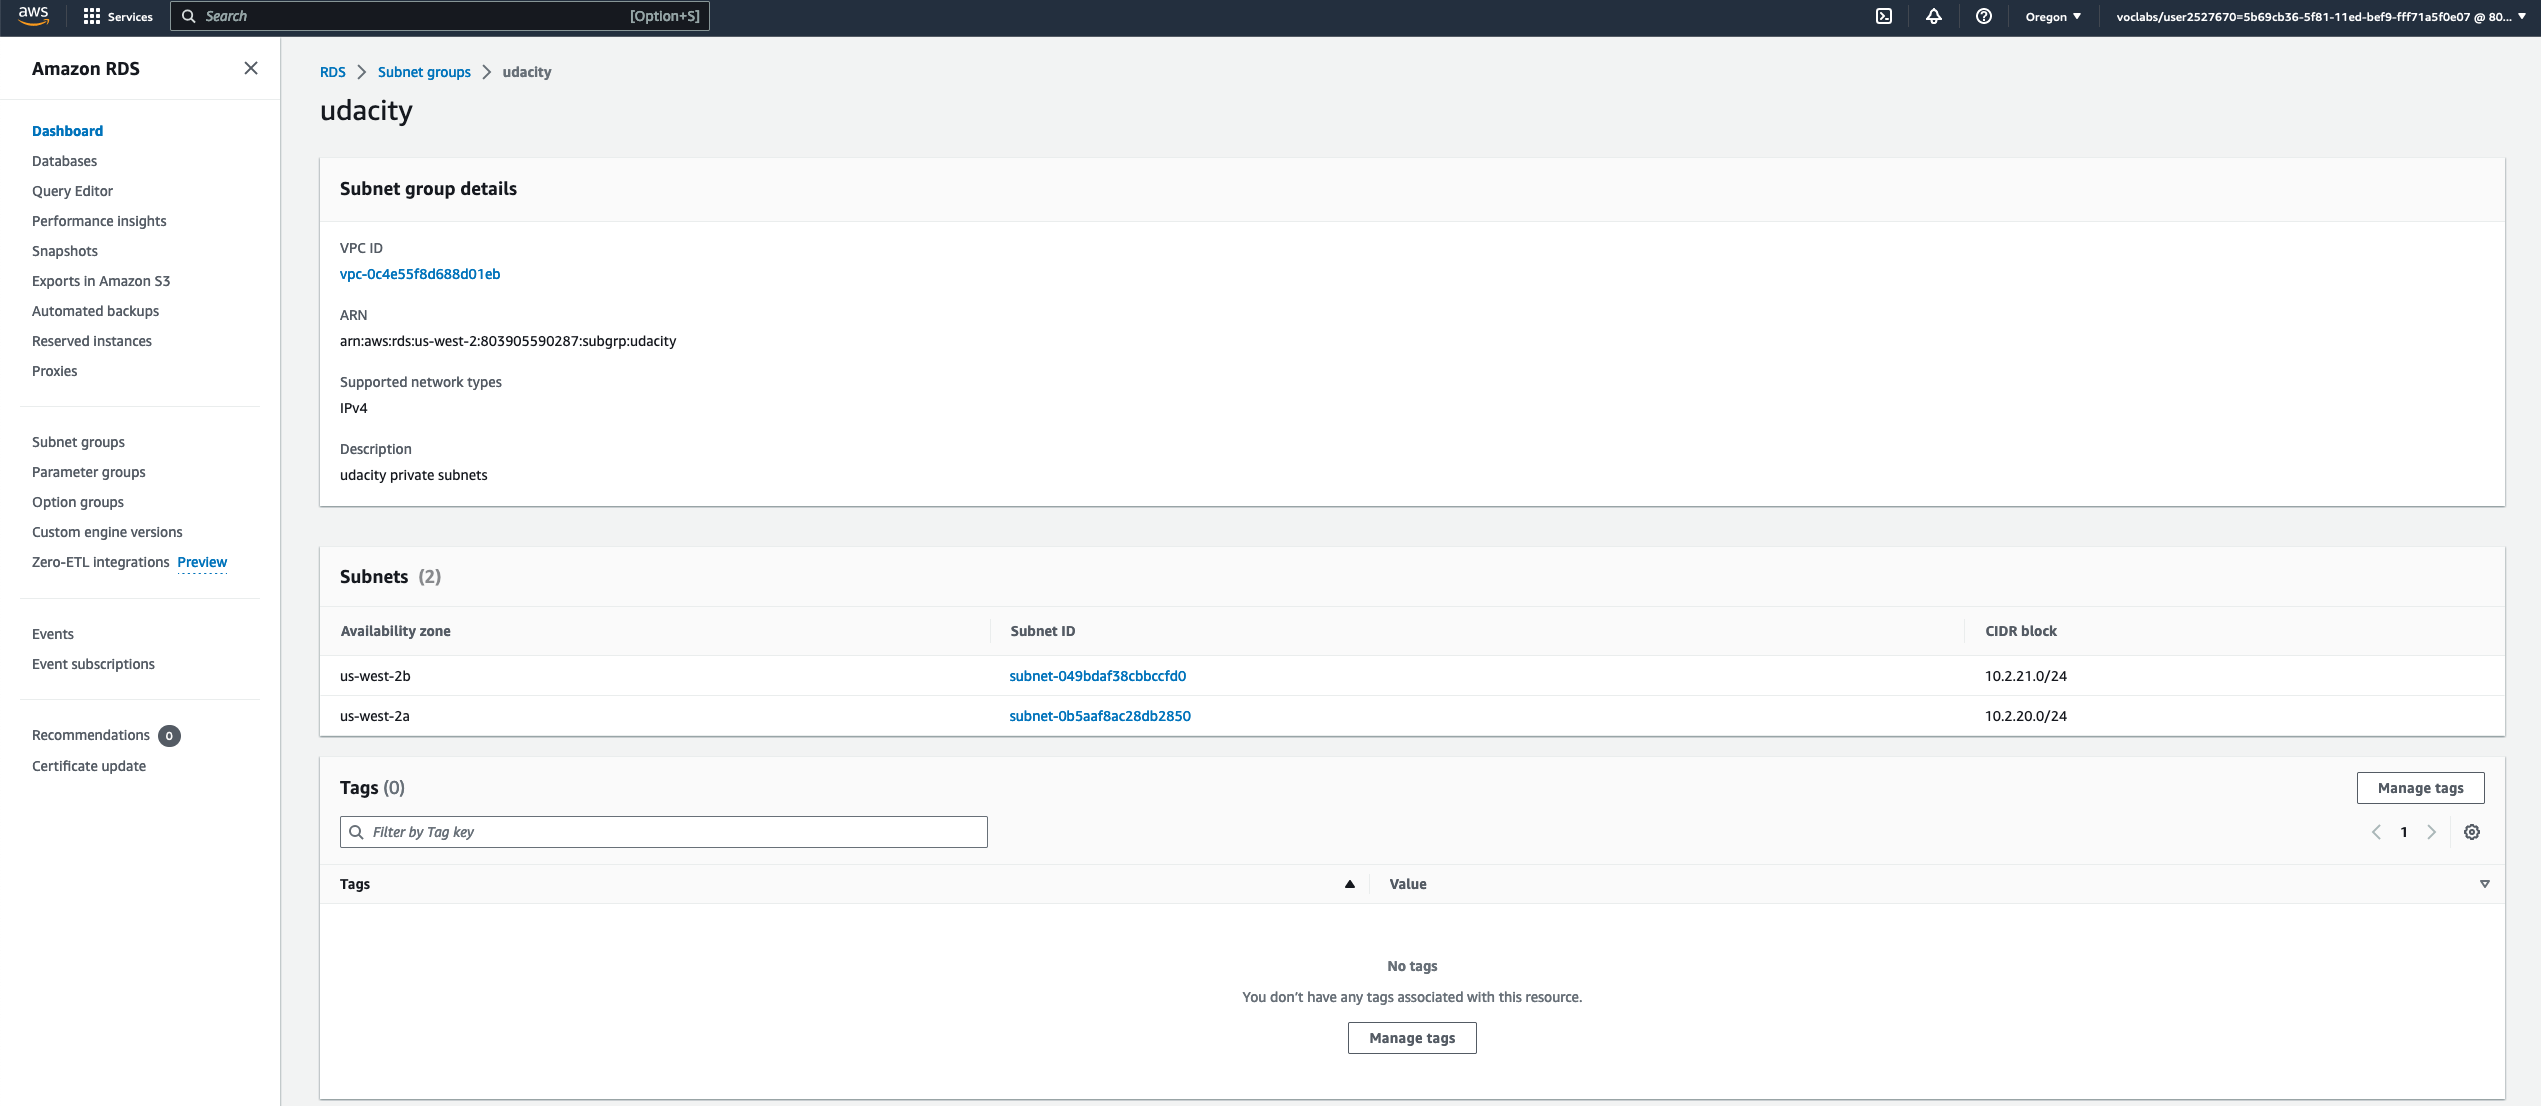 aws
Services
Search
[Option+S]
Oregon
voclabs/user2527670=5b69cb36-5f81-11ed-bef9-fff71a5f0e07 @ 80...
Amazon RDS
Dashboard
Databases
Query Editor
Performance insights
Snapshots
Exports in Amazon S3
Automated backups
Reserved instances
Proxies
Subnet groups
Parameter groups
Option groups
Custom engine versions
Zero-ETL integrations Preview
Events
Event subscriptions
Recommendations 0
Certificate update
RDS > Subnet groups > udacity
udacity
Subnet group details
VPC ID
vpc-0c4e55f8d688d01eb
ARN
arn:aws:rds:us-west-2:803905590287:subgrp:udacity
Supported network types
IPv4
Description
udacity private subnets
Subnets (2)
Availability zone Subnet ID CIDR block
us-west-2b subnet-049bdaf38cbbccfd0 10.2.21.0/24
us-west-2a subnet-0b5aaf8ac28db2850 10.2.20.0/24
Tags (0)
Manage tags
Filter by Tag key
1
Tags Value
No tags
You don't have any tags associated with this resource.
Manage tags